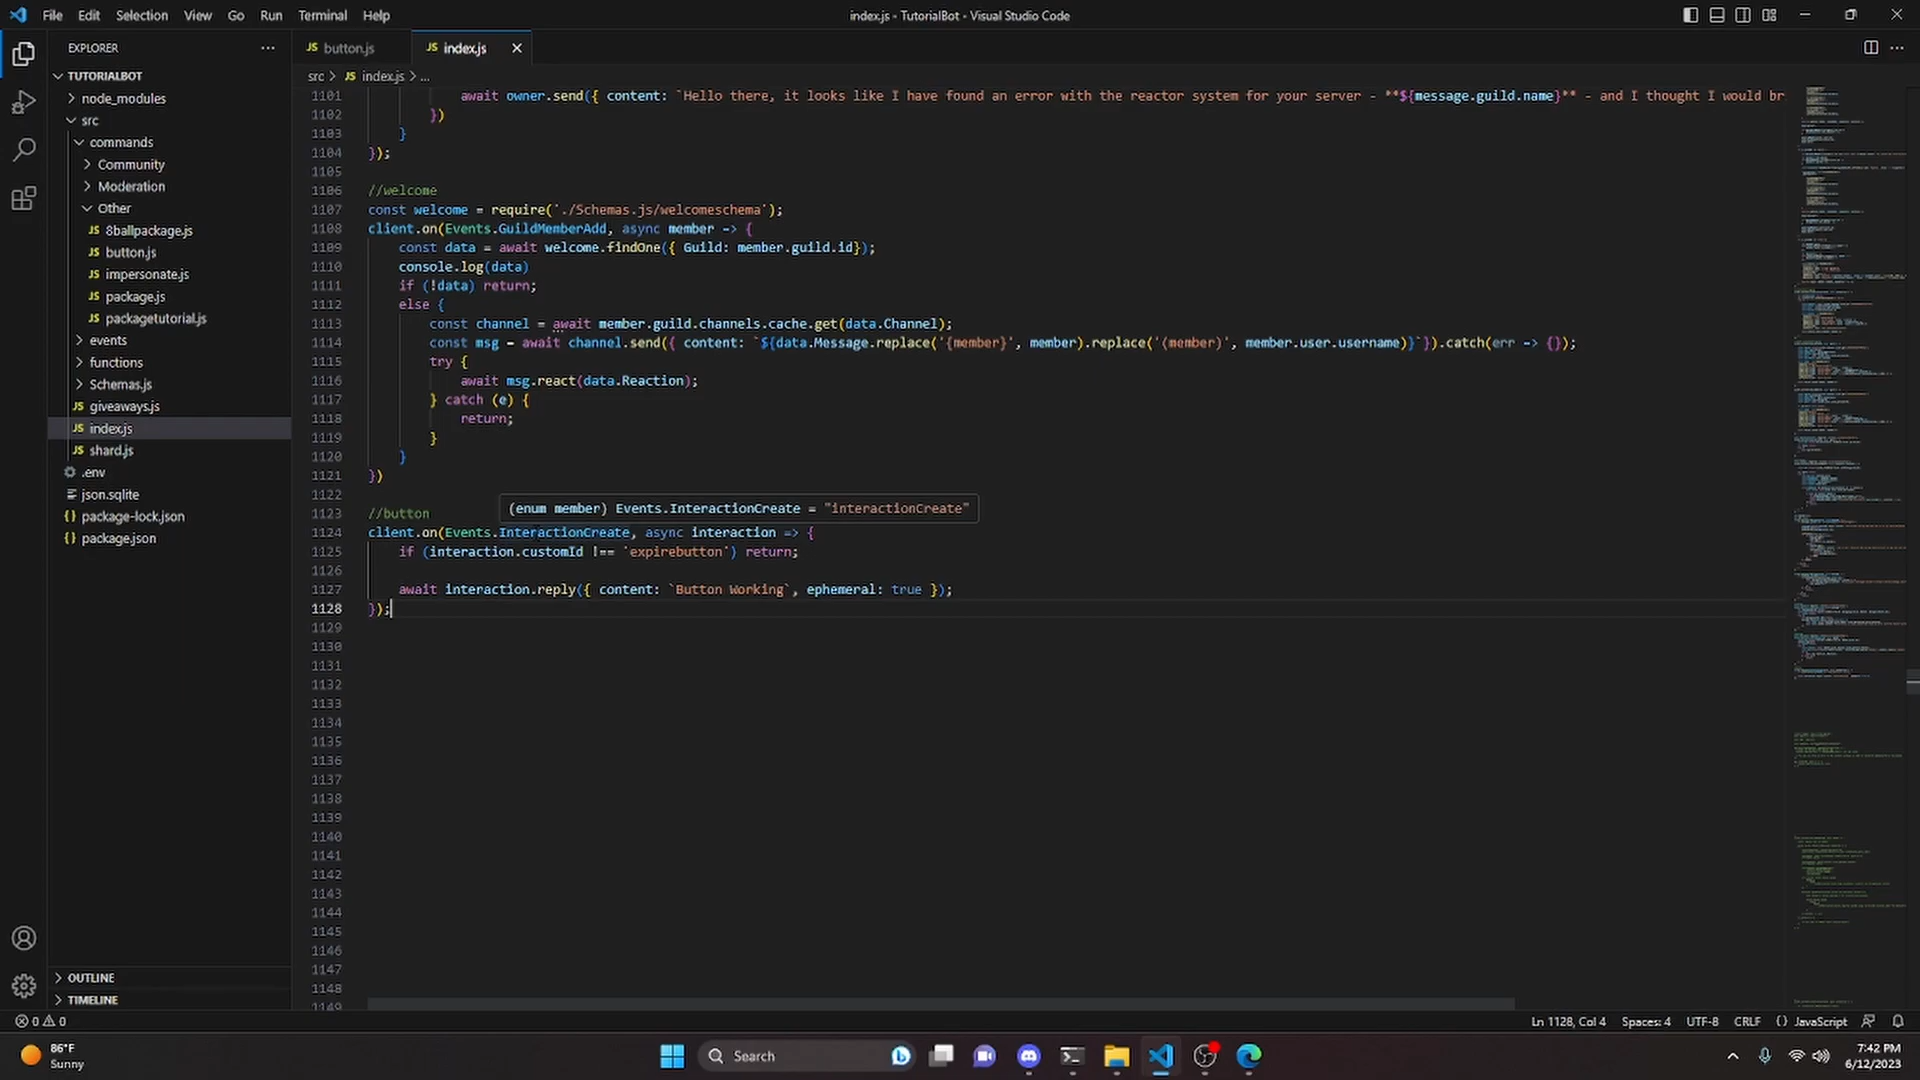 File Edit Selection View Go Run Terminal Help
index.js - TutorialBot - Visual Studio Code
EXPLORER
TUTORIALBOT
node_modules
src
commands
Community
Moderation
Other
JS 8ballpackage.js
JS button.js
JS impersonate.js
JS package.js
JS packagetutorial.js
events
functions
Schemas.js
JS giveaways.js
JS index.js
JS shard.js
.env
json.sqlite
{} package-lock.json
{} package.json
OUTLINE
TIMELINE
JS button.js
JS index.js
src > JS index.js > ...
1101 await owner.send({ content: `Hello there, it looks like I have found an error with the reactor system for your server - **${message.guild.name}** - and I thought I would br
1102 })
1103 }
1104 });
1105
1106 //welcome
1107 const welcome = require('./Schemas.js/welcomeschema');
1108 client.on(Events.GuildMemberAdd, async member => {
1109 const data = await welcome.findOne({ Guild: member.guild.id});
1110 console.log(data)
1111 if (!data) return;
1112 else {
1113 const channel = await member.guild.channels.cache.get(data.Channel);
1114 const msg = await channel.send({ content: `${data.Message.replace('{member}', member).replace('(member)', member.user.username)}`}).catch(err => {});
1115 try {
1116 await msg.react(data.Reaction);
1117 } catch (e) {
1118 return;
1119 }
1120 }
1121 })
1122
(enum member) Events.InteractionCreate = "interactionCreate"
1123 //button
1124 client.on(Events.InteractionCreate, async interaction => {
1125 if (interaction.customId !== 'expirebutton') return;
1126
1127 await interaction.reply({ content: `Button Working`, ephemeral: true });
1128 });
1129
1130
1131
1132
1133
1134
1135
1136
1137
1138
1139
1140
1141
1142
1143
1144
1145
1146
1147
1148
1149
0 0
Ln 1128, Col 4 Spaces: 4 UTF-8 CRLF {} JavaScript
86°F
Sunny
Search
7:42 PM
6/12/2023